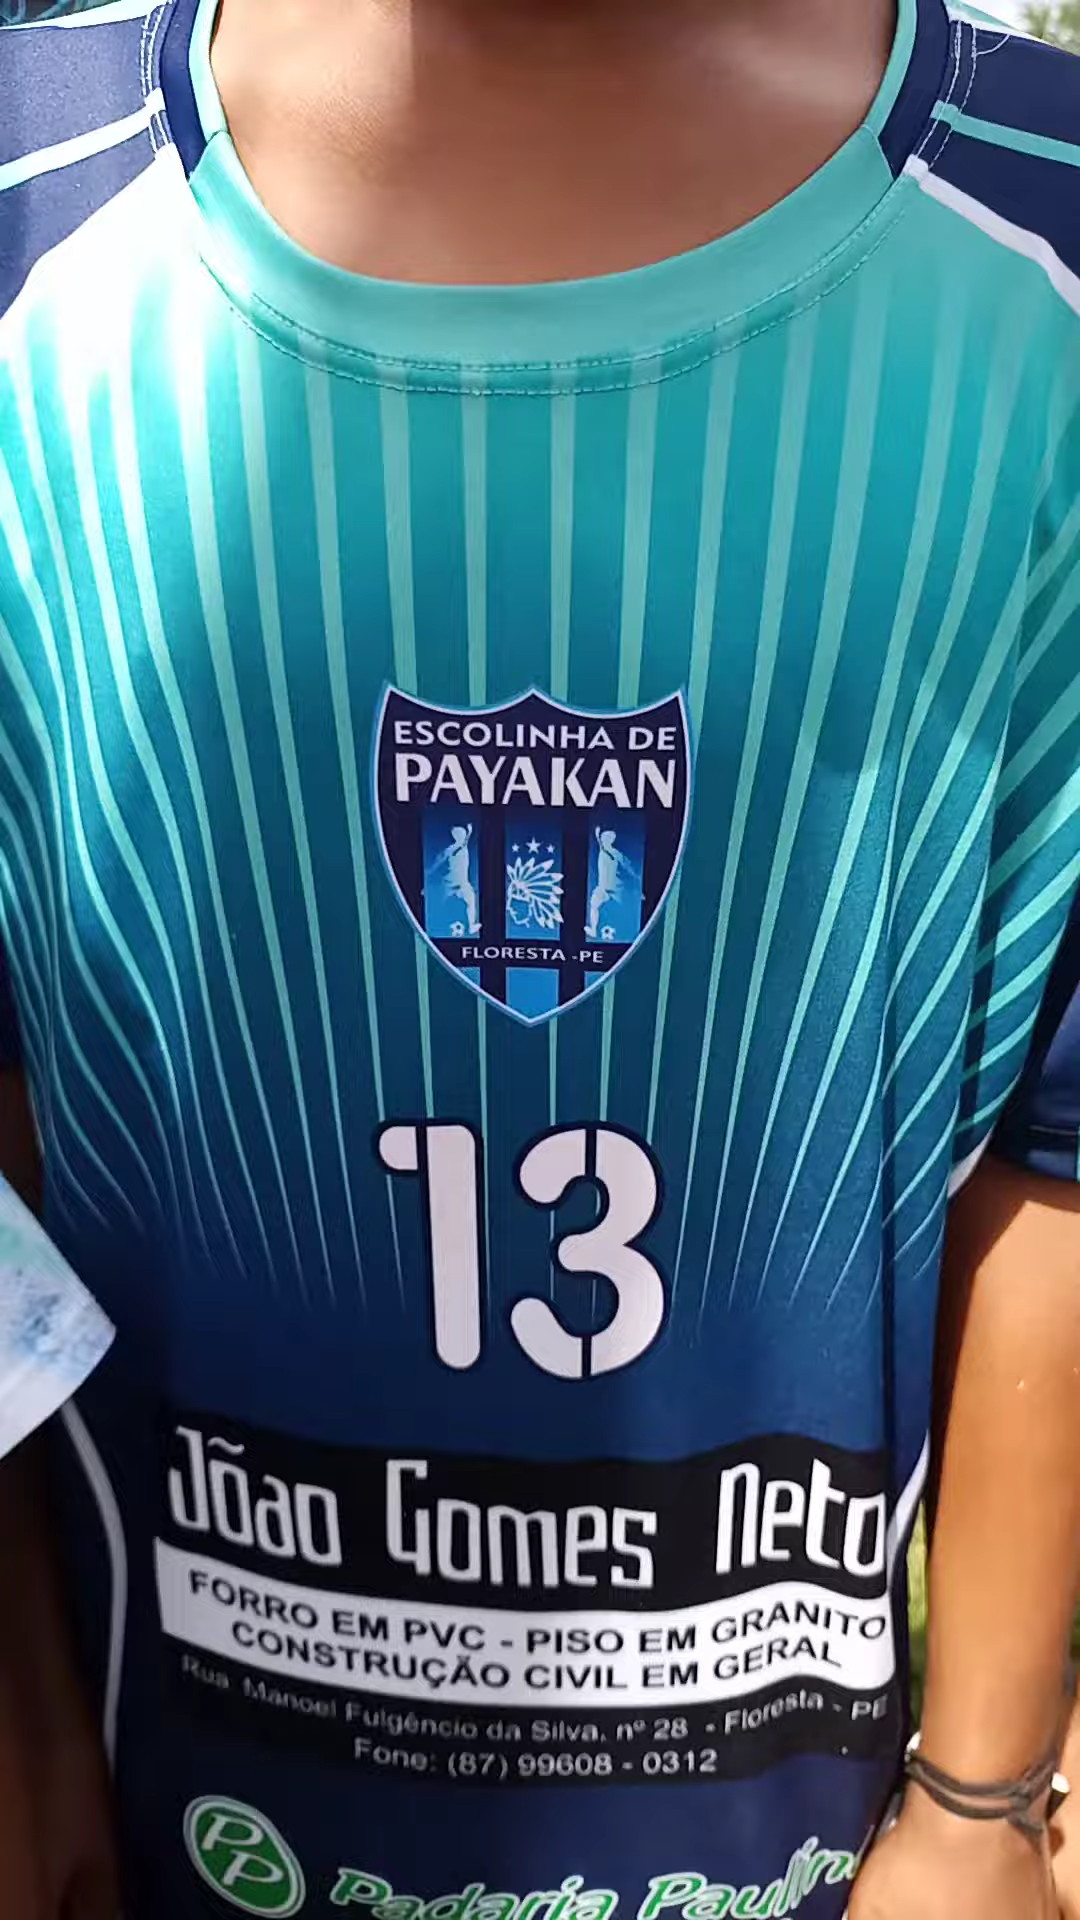 ESCOLINHA DE
PAYAKAN
FLORESTA -PE
13
Jõao Gomes Neto
FORRO EM PVC - PISO EM GRANITO
CONSTRUÇÃO CIVIL EM GERAL
Rua Manoel Fulgêncio da Silva, nº 28 - Floresta - PE
Fone: (87) 99608 - 0312
PP
Padaria